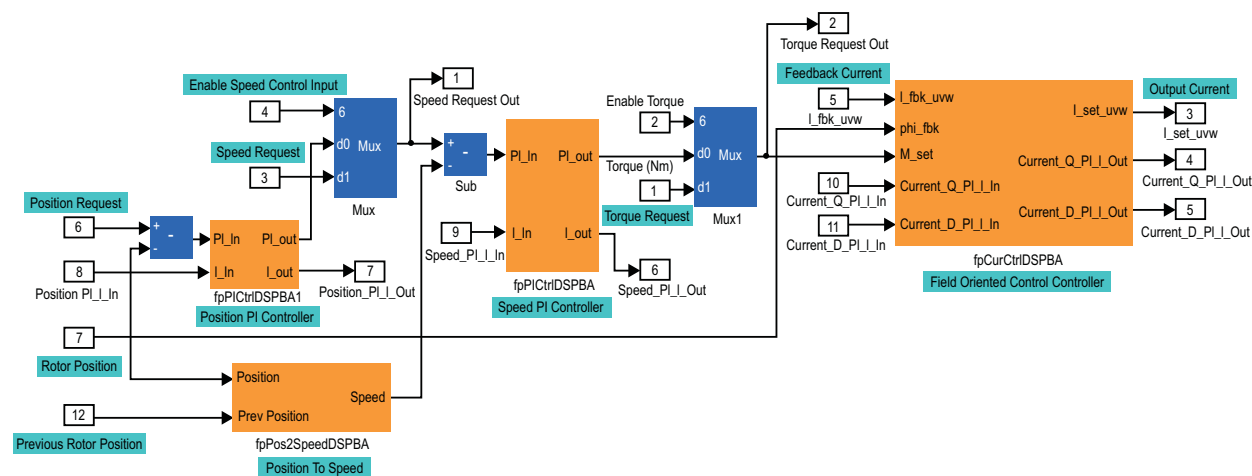 2
Torque Request Out
Enable Speed Control Input
4
1
Speed Request Out
6
d0
Mux
d1
Mux
Speed Request
3
Position Request
6
+
-
-
8
Position PI_I_In
PI_In
PI_out
I_In
I_out
fpPICtrlDSPBA1
Position PI Controller
7
Position_PI_I_Out
+
-
-
Sub
9
Speed_PI_I_In
PI_In
PI_out
I_In
I_out
fpPICtrlDSPBA
Speed PI Controller
6
Speed_PI_I_Out
Enable Torque
2
Torque (Nm)
1
Torque Request
6
d0
Mux
d1
Mux1
Feedback Current
5
I_fbk_uvw
10
Current_Q_PI_I_In
11
Current_D_PI_I_In
I_fbk_uvw
phi_fbk
M_set
Current_Q_PI_I_In
Current_D_PI_I_In
I_set_uvw
Current_Q_PI_I_Out
Current_D_PI_I_Out
fpCurCtrlDSPBA
Field Oriented Control Controller
Output Current
3
I_set_uvw
4
Current_Q_PI_I_Out
5
Current_D_PI_I_Out
7
Rotor Position
12
Previous Rotor Position
Position
Speed
Prev Position
fpPos2SpeedDSPBA
Position To Speed